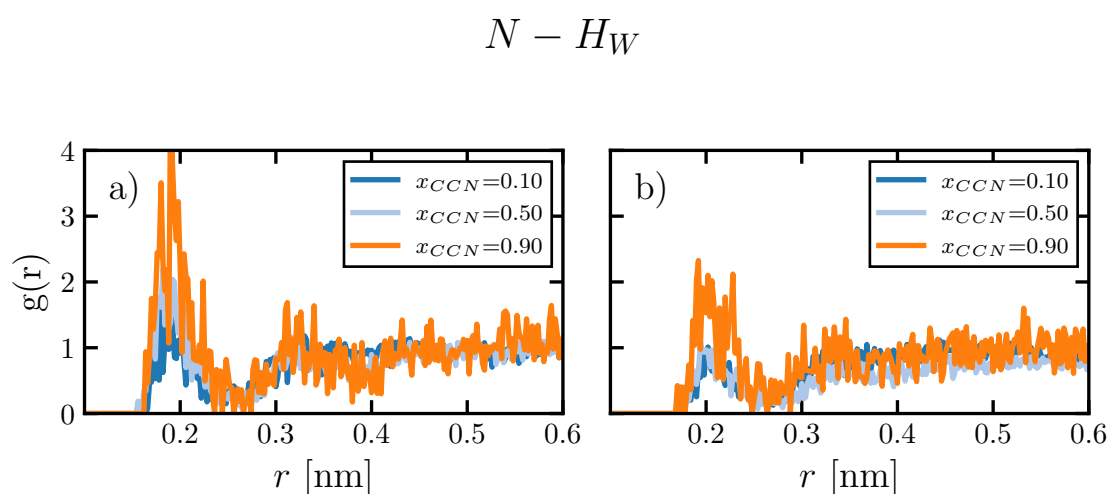 N − H_W
a)
x_CCN=0.10
x_CCN=0.50
x_CCN=0.90
g(r)
4
3
2
1
0
0.2 0.3 0.4 0.5 0.6
r [nm]
b)
x_CCN=0.10
x_CCN=0.50
x_CCN=0.90
0.2 0.3 0.4 0.5 0.6
r [nm]